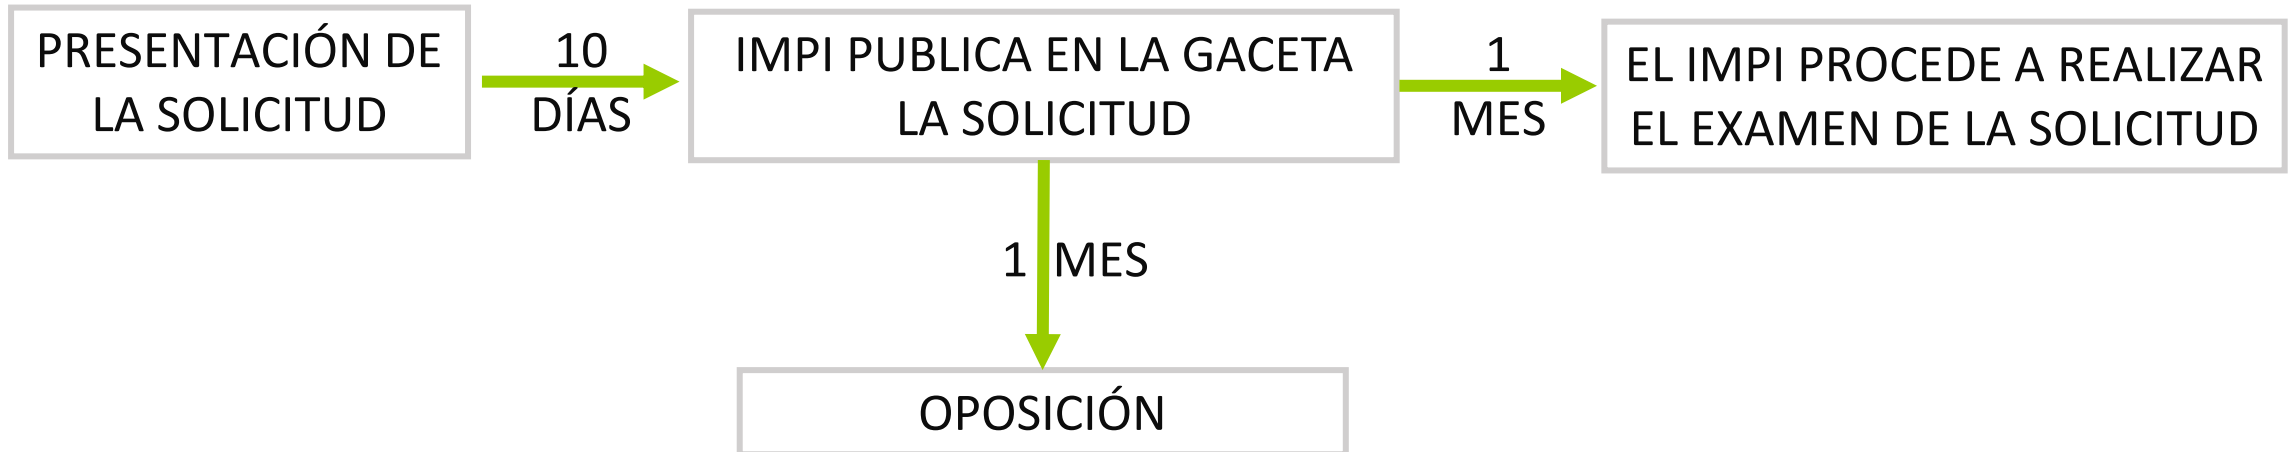 PRESENTACIÓN DE
LA SOLICITUD
10
DÍAS
IMPI PUBLICA EN LA GACETA
LA SOLICITUD
1
MES
EL IMPI PROCEDE A REALIZAR
EL EXAMEN DE LA SOLICITUD
1 MES
OPOSICIÓN